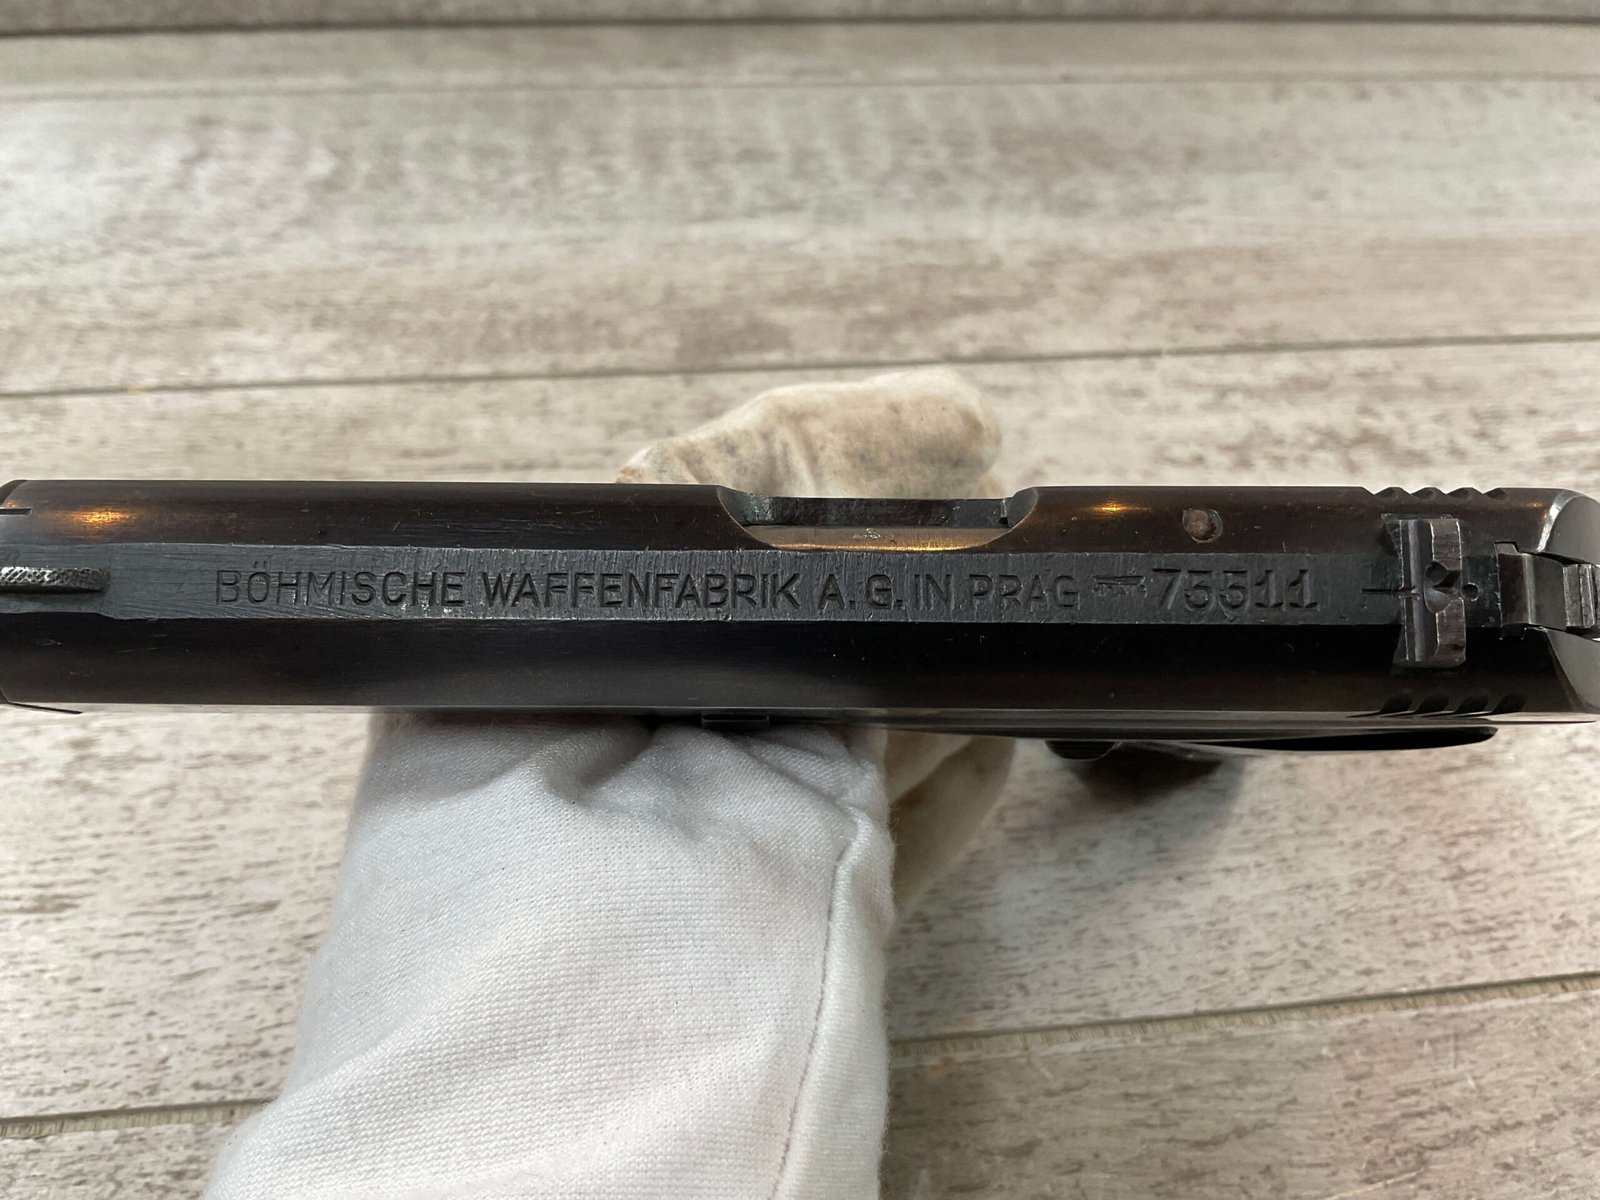 BÖHMISCHE WAFFENFABRIK A.G. IN PRAG 75511